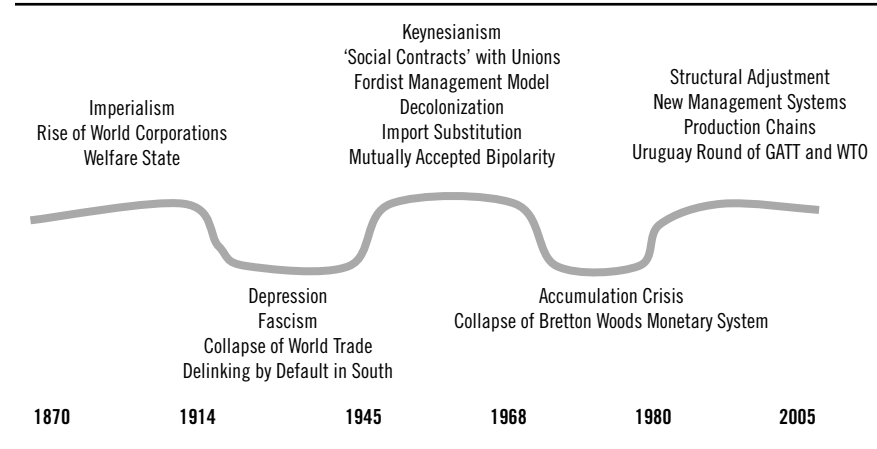 Imperialism
Rise of World Corporations
Welfare State
Keynesianism
‘Social Contracts’ with Unions
Fordist Management Model
Decolonization
Import Substitution
Mutually Accepted Bipolarity
Structural Adjustment
New Management Systems
Production Chains
Uruguay Round of GATT and WTO
Depression
Fascism
Collapse of World Trade
Delinking by Default in South
Accumulation Crisis
Collapse of Bretton Woods Monetary System
1870 1914 1945 1968 1980 2005